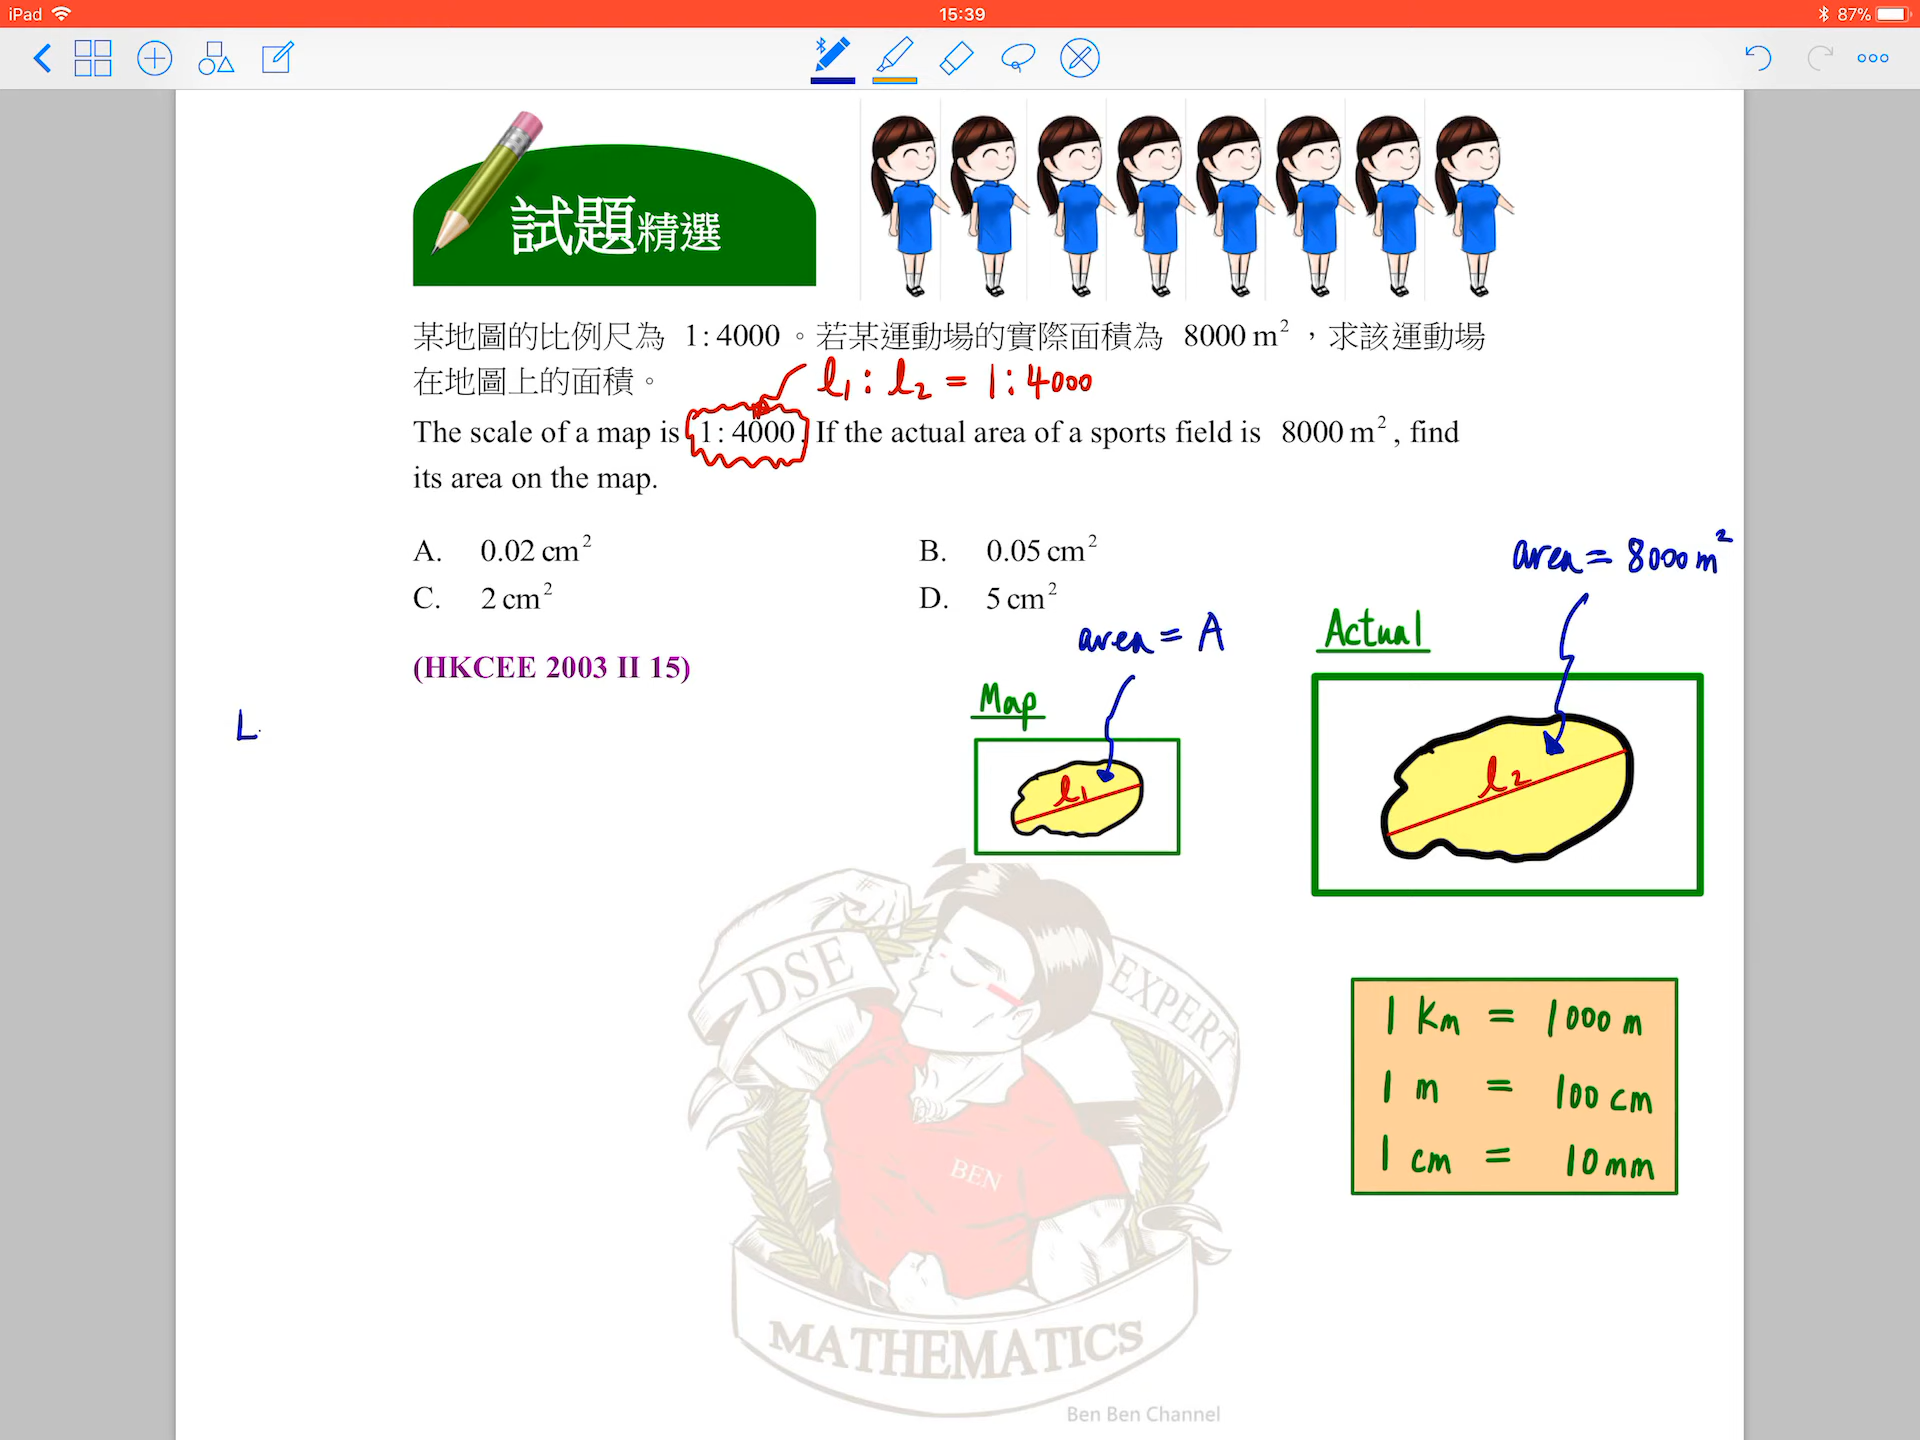 iPad 15:39 87%
試題精選
某地圖的比例尺為 1:4000。若某運動場的實際面積為 8000 m²,求該運動場
在地圖上的面積。
l₁ : l₂ = 1 : 4000
The scale of a map is 1:4000. If the actual area of a sports field is 8000 m², find
its area on the map.
A. 0.02 cm² B. 0.05 cm²
C. 2 cm² D. 5 cm²
(HKCEE 2003 II 15)
area = 8000 m²
area = A
Actual
Map
L
l₁
l₂
DSE EXPERT
BEN
MATHEMATICS
1 Km = 1000 m
1 m = 100 cm
1 cm = 10 mm
Ben Ben Channel